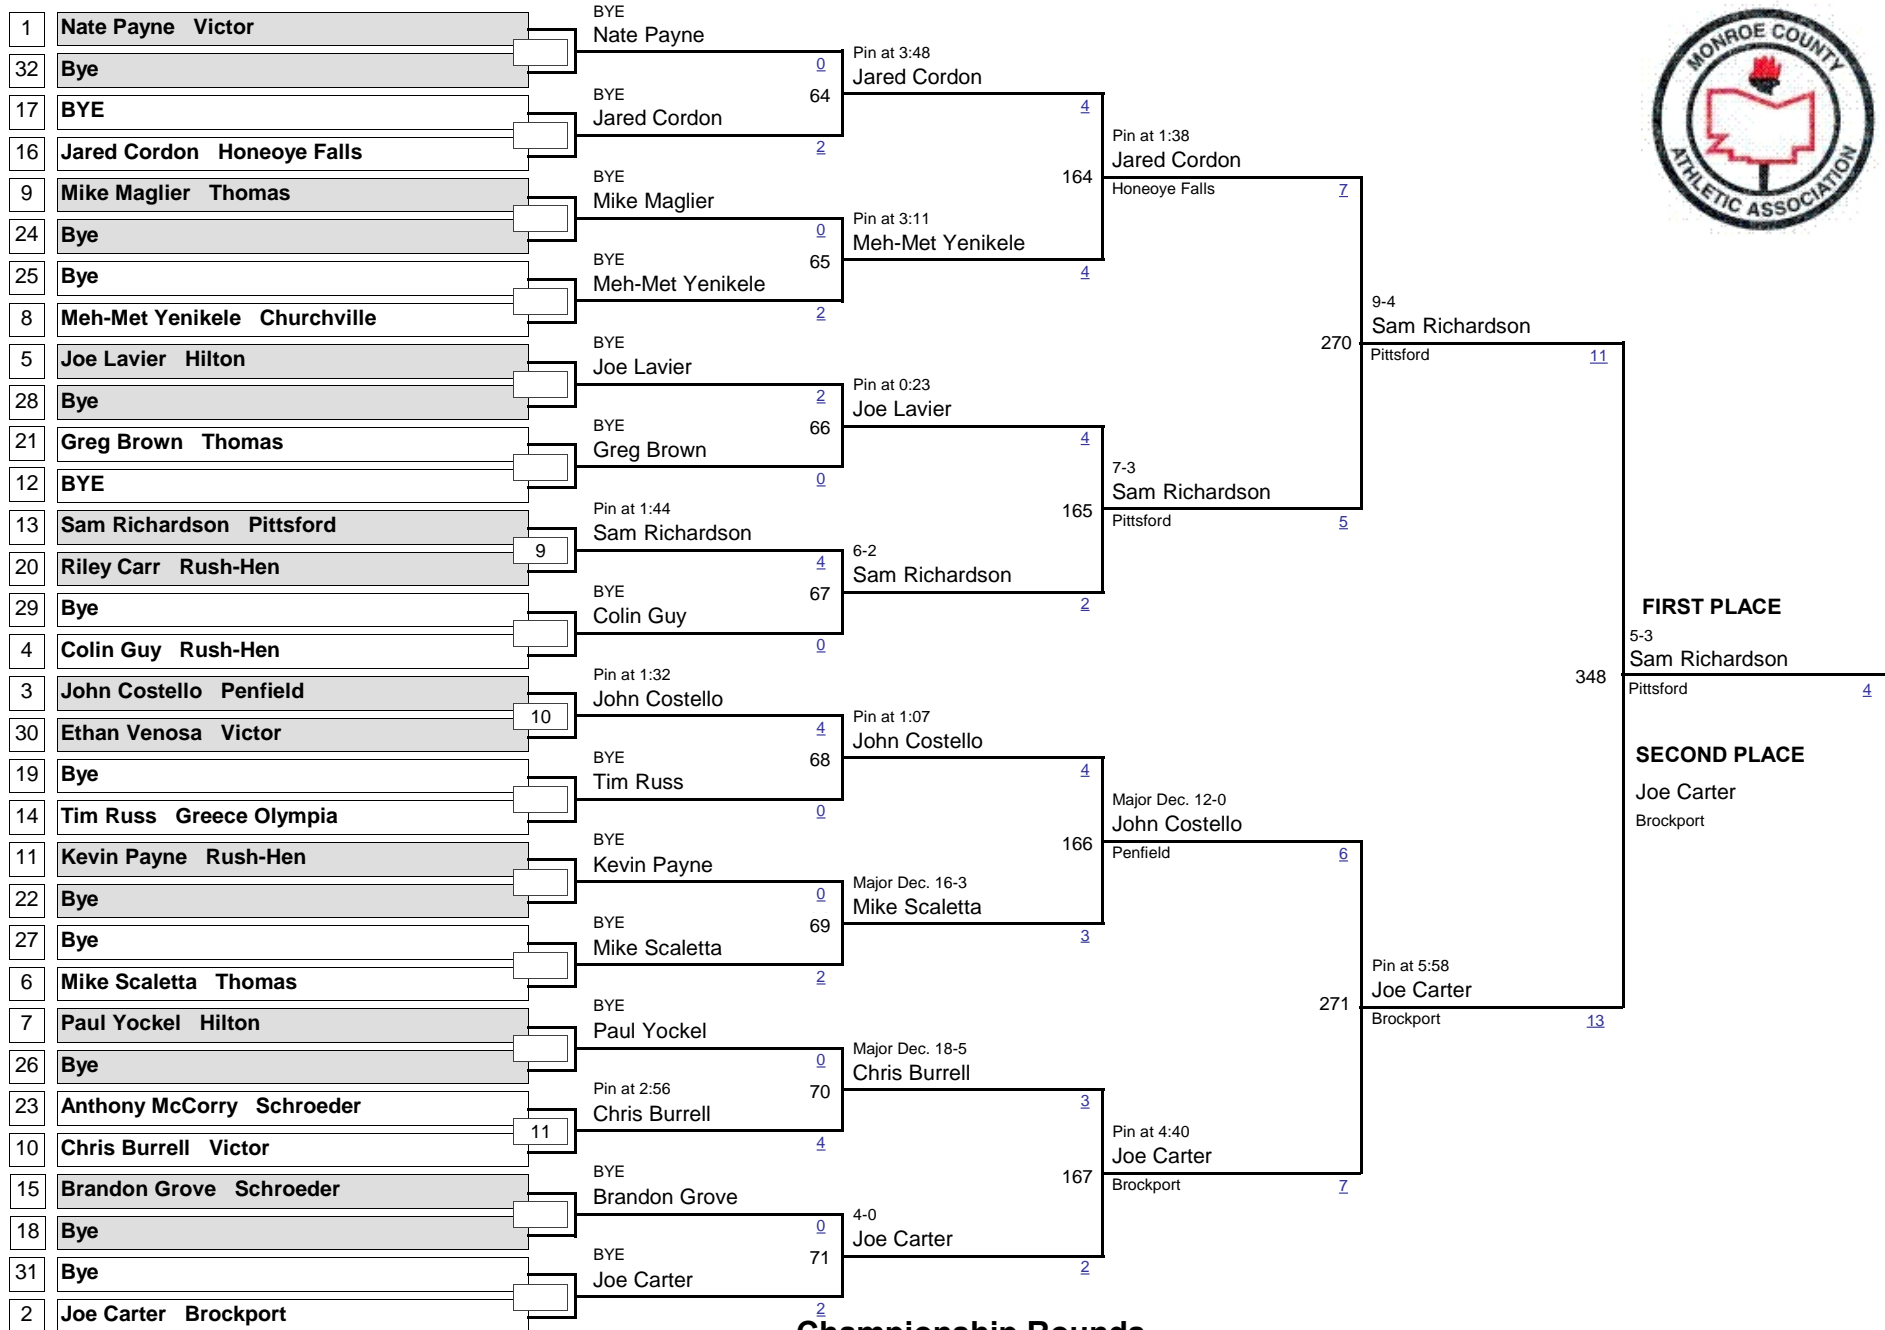 1 Nate Payne Victor
32 Bye
17 BYE
16 Jared Cordon Honeoye Falls
9 Mike Maglier Thomas
24 Bye
25 Bye
8 Meh-Met Yenikele Churchville
5 Joe Lavier Hilton
28 Bye
21 Greg Brown Thomas
12 BYE
13 Sam Richardson Pittsford
20 Riley Carr Rush-Hen
29 Bye
4 Colin Guy Rush-Hen
3 John Costello Penfield
30 Ethan Venosa Victor
19 Bye
14 Tim Russ Greece Olympia
11 Kevin Payne Rush-Hen
22 Bye
27 Bye
6 Mike Scaletta Thomas
7 Paul Yockel Hilton
26 Bye
23 Anthony McCorry Schroeder
10 Chris Burrell Victor
15 Brandon Grove Schroeder
18 Bye
31 Bye
2 Joe Carter Brockport
9
10
11
BYE
Nate Payne
0
64
BYE
Jared Cordon
2
BYE
Mike Maglier
0
65
BYE
Meh-Met Yenikele
2
BYE
Joe Lavier
2
66
BYE
Greg Brown
0
Pin at 1:44
Sam Richardson
4
67
BYE
Colin Guy
0
Pin at 1:32
John Costello
4
68
BYE
Tim Russ
0
BYE
Kevin Payne
0
69
BYE
Mike Scaletta
2
BYE
Paul Yockel
0
70
Pin at 2:56
Chris Burrell
4
BYE
Brandon Grove
0
71
BYE
Joe Carter
2
Pin at 3:48
Jared Cordon
4
164
Pin at 3:11
Meh-Met Yenikele
4
Pin at 0:23
Joe Lavier
4
165
6-2
Sam Richardson
2
Pin at 1:07
John Costello
4
166
Major Dec. 16-3
Mike Scaletta
3
Major Dec. 18-5
Chris Burrell
3
167
4-0
Joe Carter
2
Pin at 1:38
Jared Cordon
Honeoye Falls 7
270
7-3
Sam Richardson
Pittsford 5
Major Dec. 12-0
John Costello
Penfield 6
271
Pin at 4:40
Joe Carter
Brockport 7
9-4
Sam Richardson
Pittsford 11
348
Pin at 5:58
Joe Carter
Brockport 13
FIRST PLACE
5-3
Sam Richardson
Pittsford 4
SECOND PLACE
Joe Carter
Brockport
MONROE COUNTY
ATHLETIC ASSOCIATION
Championship Rounds